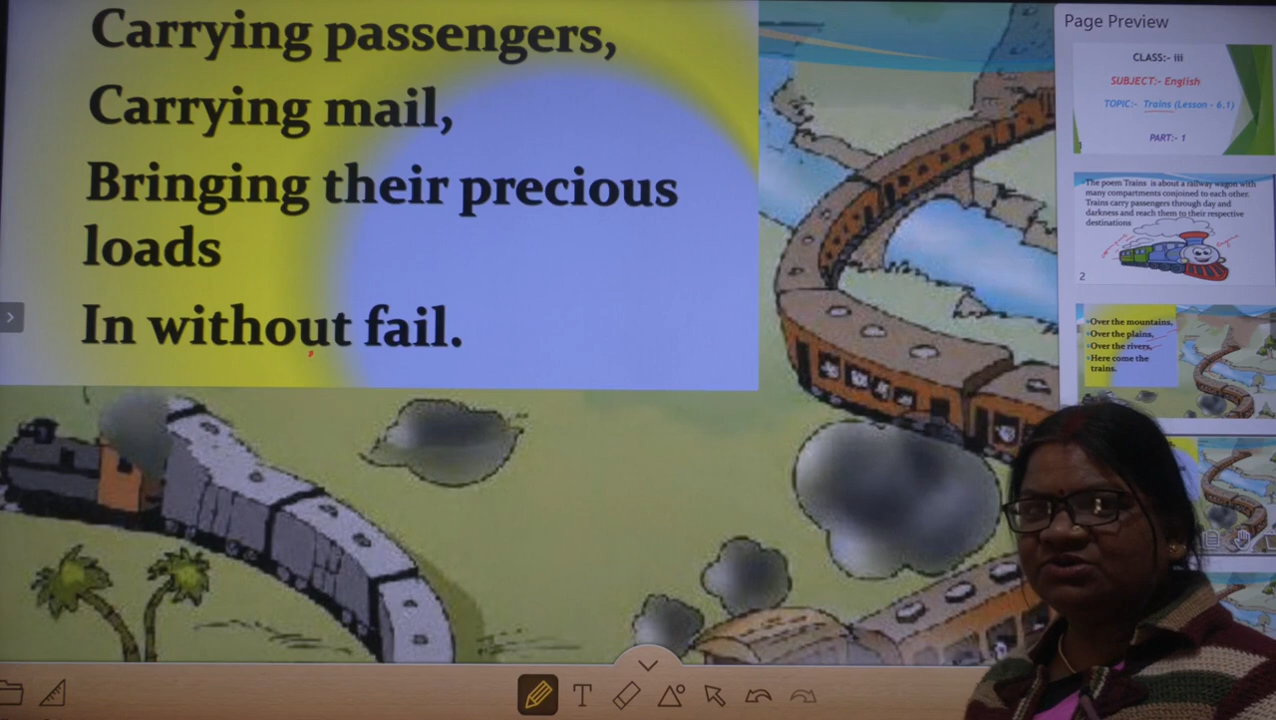 Carrying passengers,
Carrying mail,
Bringing their precious
loads
In without fail.
Page Preview
CLASS:- III
SUBJECT:- English
TOPIC:- Trains (Lesson - 6.1)
PART:- 1
The poem Trains is about a railway wagon with
many compartments conjoined to each other.
Trains carry passengers through day and
darkness and reach them to their respective
destinations
2
Over the mountains,
Over the plains,
Over the rivers,
Here come the
trains.
T